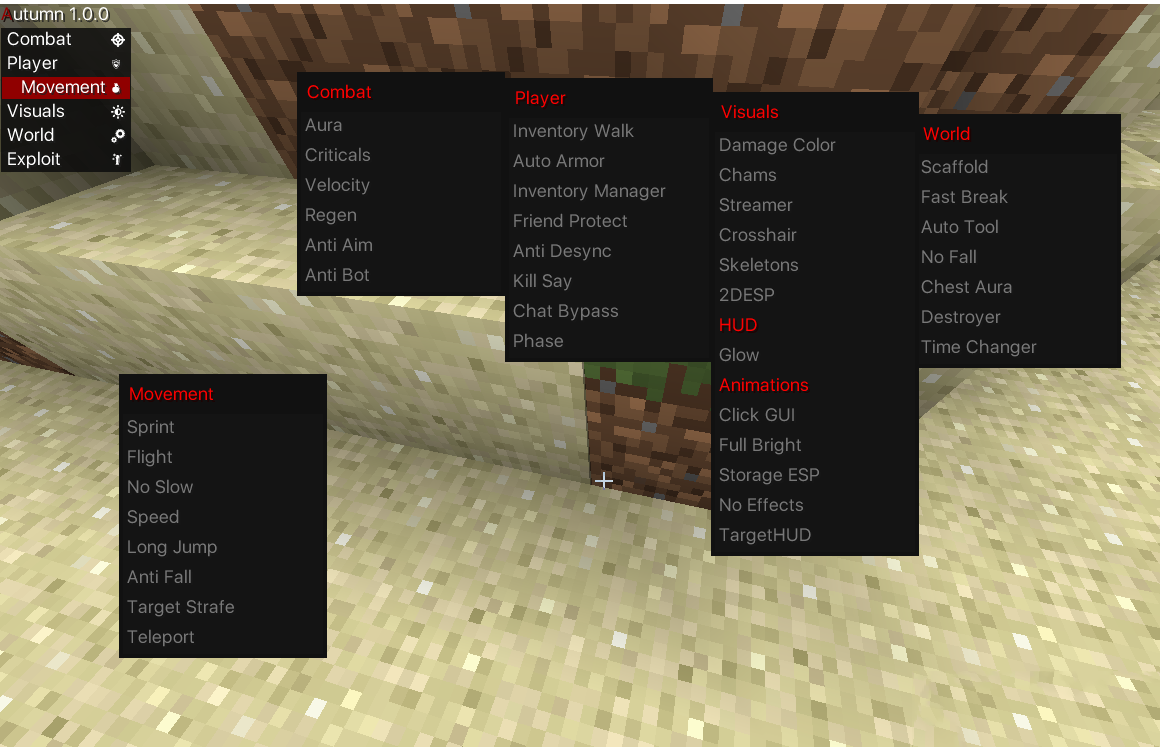 Autumn 1.0.0
Combat
Player
Movement
Visuals
World
Exploit
Combat
Aura
Criticals
Velocity
Regen
Anti Aim
Anti Bot
Player
Inventory Walk
Auto Armor
Inventory Manager
Friend Protect
Anti Desync
Kill Say
Chat Bypass
Phase
Visuals
Damage Color
Chams
Streamer
Crosshair
Skeletons
2DESP
HUD
Glow
Animations
Click GUI
Full Bright
Storage ESP
No Effects
TargetHUD
World
Scaffold
Fast Break
Auto Tool
No Fall
Chest Aura
Destroyer
Time Changer
Movement
Sprint
Flight
No Slow
Speed
Long Jump
Anti Fall
Target Strafe
Teleport